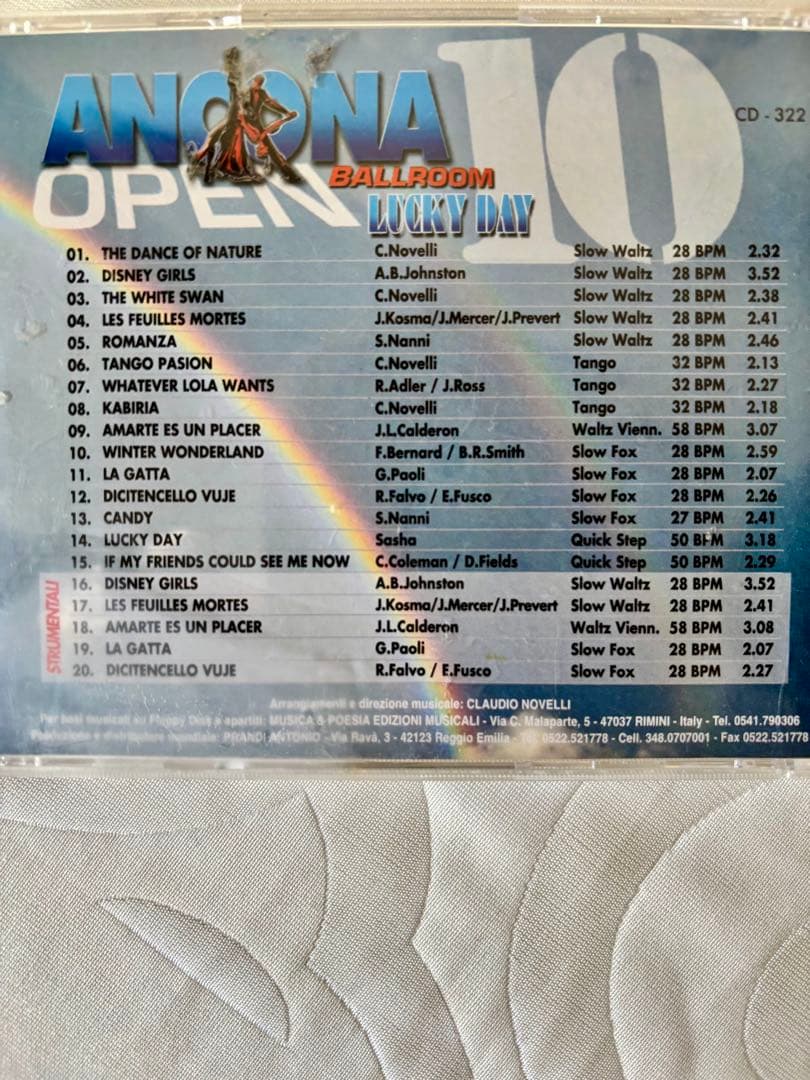 ANCONA
10
CD - 322
OPEN
BALLROOM
LUCKY DAY
01. THE DANCE OF NATURE C.Novelli Slow Waltz 28 BPM 2.32
02. DISNEY GIRLS A.B.Johnston Slow Waltz 28 BPM 3.52
03. THE WHITE SWAN C.Novelli Slow Waltz 28 BPM 2.38
04. LES FEUILLES MORTES J.Kosma/J.Mercer/J.Prevert Slow Waltz 28 BPM 2.41
05. ROMANZA S.Nanni Slow Waltz 28 BPM 2.46
06. TANGO PASION C.Novelli Tango 32 BPM 2.13
07. WHATEVER LOLA WANTS R.Adler / J.Ross Tango 32 BPM 2.27
08. KABIRIA C.Novelli Tango 32 BPM 2.18
09. AMARTE ES UN PLACER J.L.Calderon Waltz Vienn. 58 BPM 3.07
10. WINTER WONDERLAND F.Bernard / B.R.Smith Slow Fox 28 BPM 2.59
11. LA GATTA G.Paoli Slow Fox 28 BPM 2.07
12. DICITENCELLO VUJE R.Falvo / E.Fusco Slow Fox 28 BPM 2.26
13. CANDY S.Nanni Slow Fox 27 BPM 2.41
14. LUCKY DAY Sasha Quick Step 50 BPM 3.18
15. IF MY FRIENDS COULD SEE ME NOW C.Coleman / D.Fields Quick Step 50 BPM 2.29
STRUMENTALI
16. DISNEY GIRLS A.B.Johnston Slow Waltz 28 BPM 3.52
17. LES FEUILLES MORTES J.Kosma/J.Mercer/J.Prevert Slow Waltz 28 BPM 2.41
18. AMARTE ES UN PLACER J.L.Calderon Waltz Vienn. 58 BPM 3.08
19. LA GATTA G.Paoli Slow Fox 28 BPM 2.07
20. DICITENCELLO VUJE R.Falvo / E.Fusco Slow Fox 28 BPM 2.27
Arrangiamenti e direzione musicale: CLAUDIO NOVELLI
Per basi musicali su Floppy Disk e spartiti: MUSICA & POESIA EDIZIONI MUSICALI - Via C. Malaparte, 5 - 47037 RIMINI - Italy - Tel. 0541.790306
PRANDI ANTONIO - Via Ravà, 3 - 42123 Reggio Emilia - Tel. 0522.521778 - Cell. 348.0707001 - Fax 0522.521778